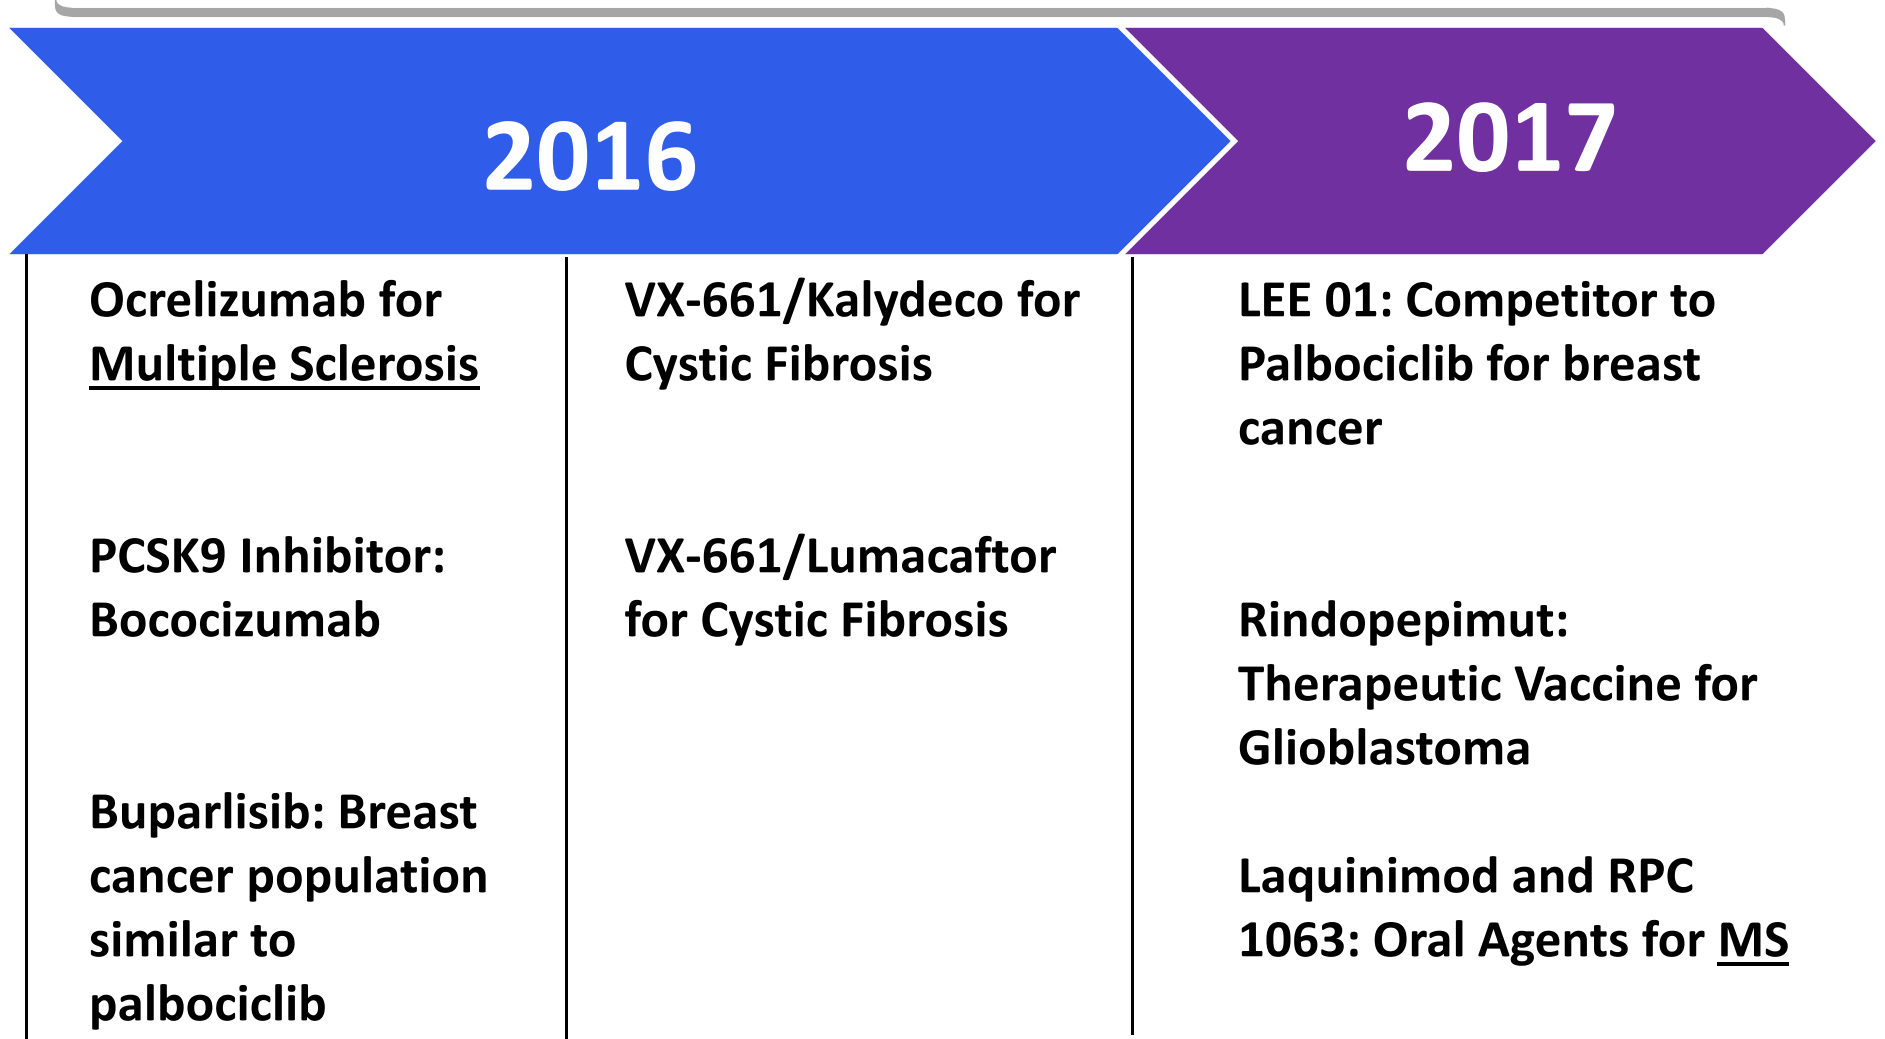 2016
2017
Ocrelizumab for
Multiple Sclerosis
PCSK9 Inhibitor:
Bococizumab
Buparlisib: Breast
cancer population
similar to
palbociclib
VX-661/Kalydeco for
Cystic Fibrosis
VX-661/Lumacaftor
for Cystic Fibrosis
LEE 01: Competitor to
Palbociclib for breast
cancer
Rindopepimut:
Therapeutic Vaccine for
Glioblastoma
Laquinimod and RPC
1063: Oral Agents for MS